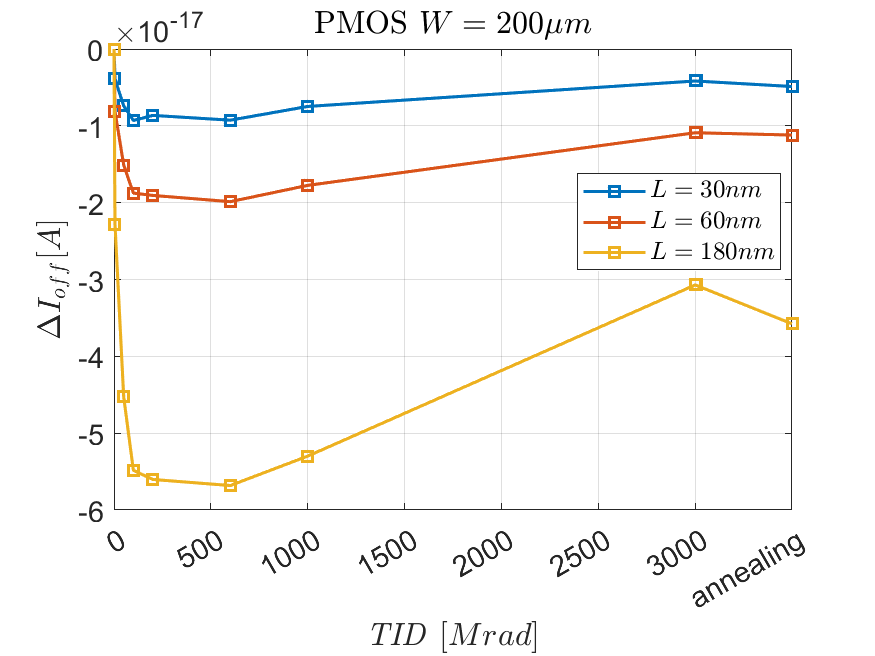 ×10⁻¹⁷
PMOS W = 200μm
0
-1
-2
-3
-4
-5
-6
ΔI_off[A]
L = 30nm
L = 60nm
L = 180nm
0 500 1000 1500 2000 2500 3000 annealing
TID [Mrad]